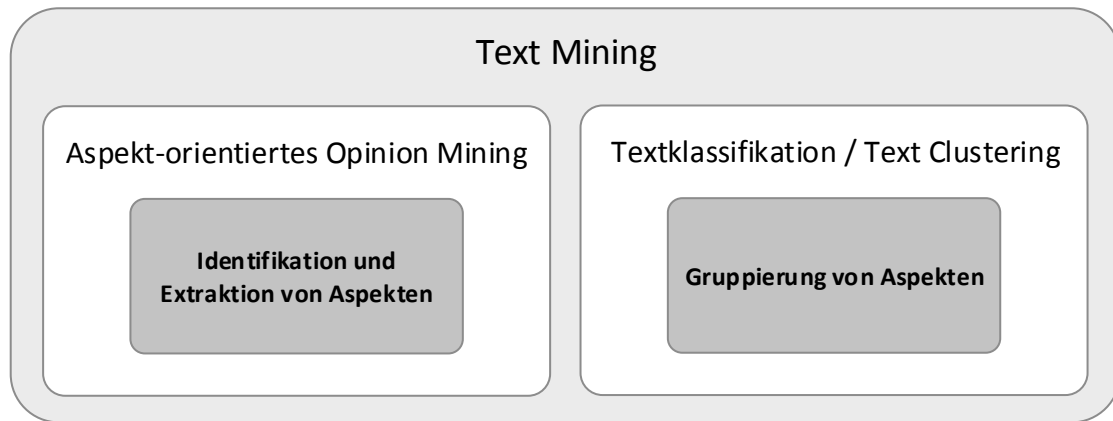 Text Mining
Aspekt-orientiertes Opinion Mining
Identifikation und
Extraktion von Aspekten
Textklassifikation / Text Clustering
Gruppierung von Aspekten